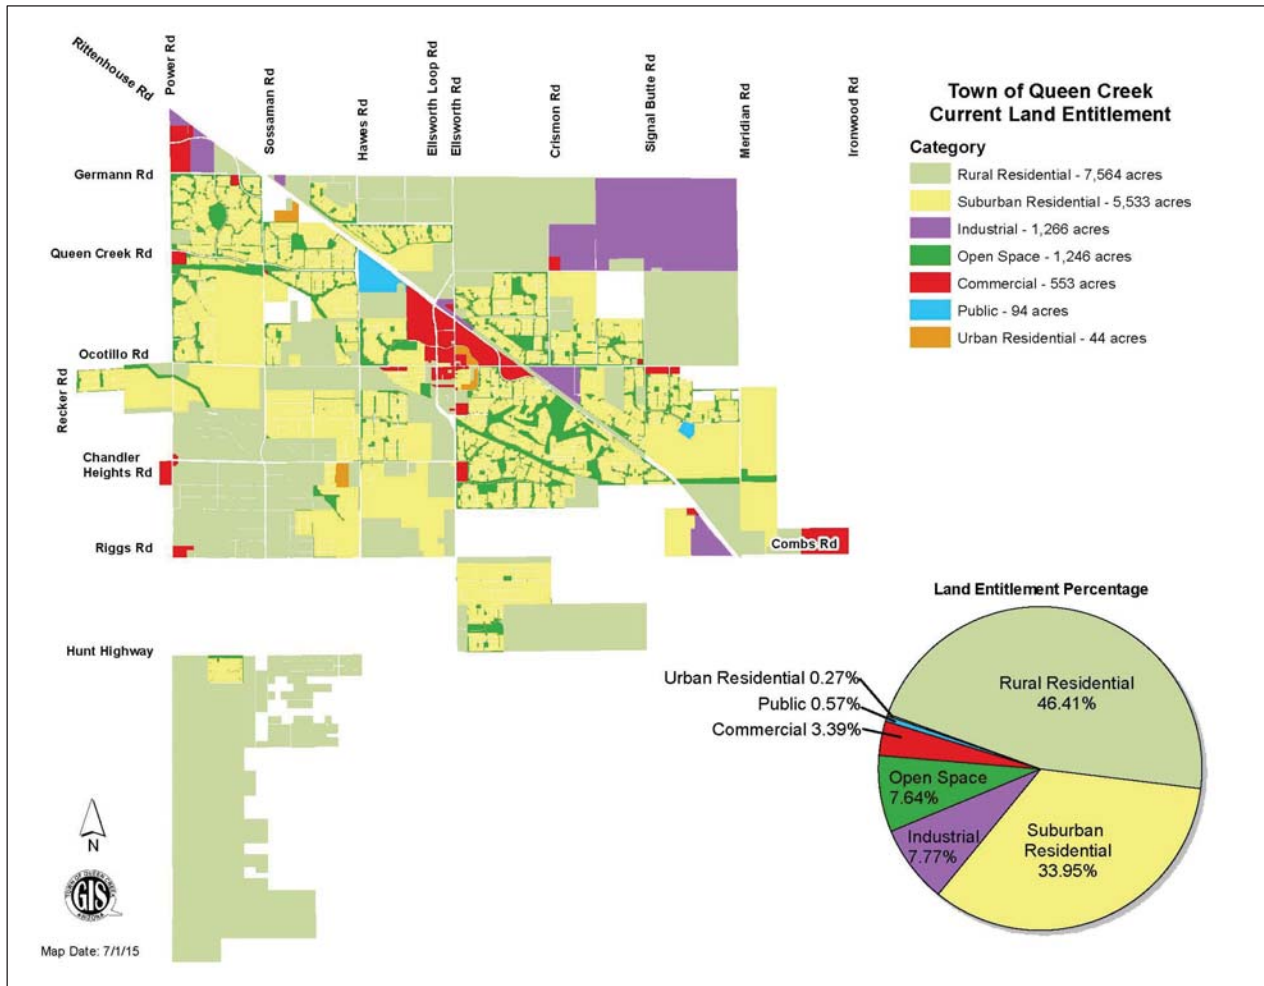 Rittenhouse Rd
Power Rd
Sossaman Rd
Hawes Rd
Ellsworth Loop Rd
Ellsworth Rd
Crismon Rd
Signal Butte Rd
Meridian Rd
Ironwood Rd
Town of Queen Creek
Current Land Entitlement
Category
Rural Residential - 7,564 acres
Suburban Residential - 5,533 acres
Industrial - 1,266 acres
Open Space - 1,246 acres
Commercial - 553 acres
Public - 94 acres
Urban Residential - 44 acres
Germann Rd
Queen Creek Rd
Ocotillo Rd
Recker Rd
Chandler
Heights Rd
Riggs Rd
Combs Rd
Hunt Highway
Land Entitlement Percentage
Urban Residential 0.27%
Public 0.57%
Commercial 3.39%
Rural Residential
46.41%
Open Space
7.64%
Industrial
7.77%
Suburban
Residential
33.95%
N
TOWN OF QUEEN CREEK
GIS
ARIZONA
Map Date: 7/1/15